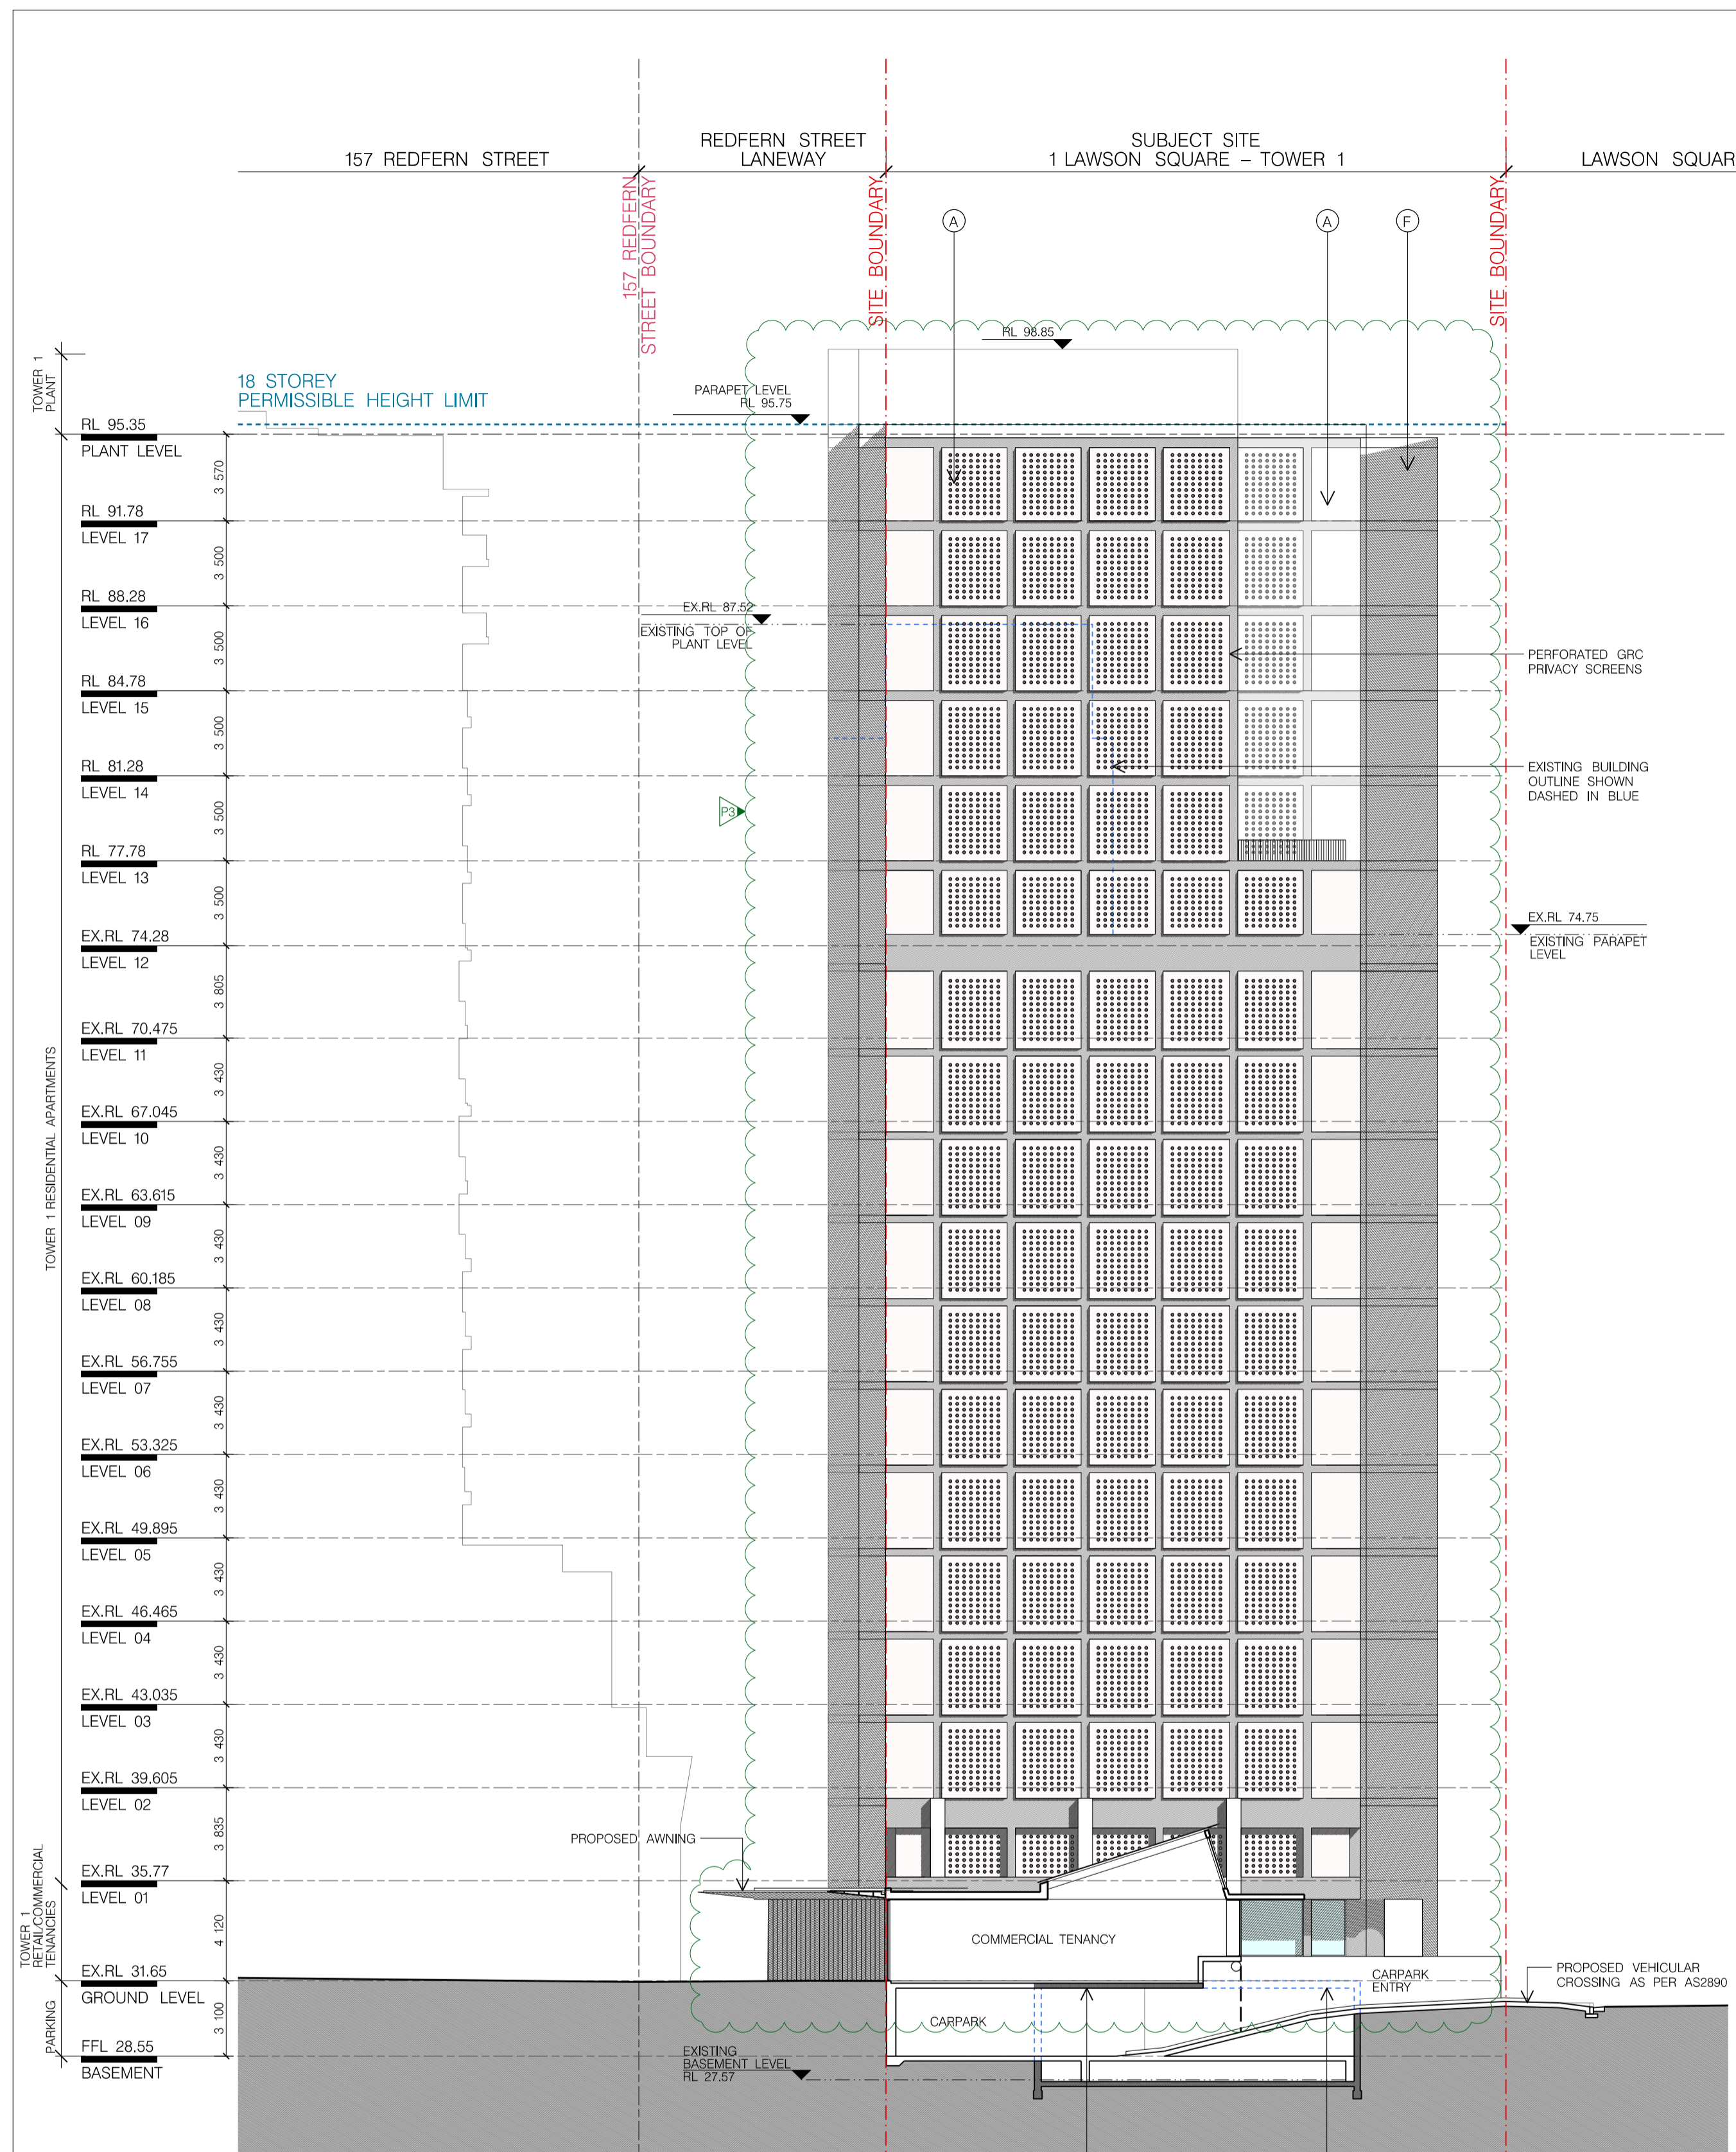 157 REDFERN STREET
REDFERN STREET
LANEWAY
SUBJECT SITE
1 LAWSON SQUARE – TOWER 1
LAWSON SQUAR
157 REDFERN
STREET BOUNDARY
SITE BOUNDARY
SITE BOUNDARY
A
A
F
RL 98.85
TOWER 1
PLANT
18 STOREY
PERMISSIBLE HEIGHT LIMIT
PARAPET LEVEL
RL 95.75
RL 95.35
PLANT LEVEL
3 570
RL 91.78
LEVEL 17
3 500
RL 88.28
LEVEL 16
EX.RL 87.52
EXISTING TOP OF
PLANT LEVEL
3 500
PERFORATED GRC
PRIVACY SCREENS
RL 84.78
LEVEL 15
3 500
RL 81.28
LEVEL 14
EXISTING BUILDING
OUTLINE SHOWN
DASHED IN BLUE
P3
3 500
RL 77.78
LEVEL 13
3 500
EX.RL 74.75
EXISTING PARAPET
LEVEL
EX.RL 74.28
LEVEL 12
3 805
EX.RL 70.475
LEVEL 11
3 430
TOWER 1 RESIDENTIAL APARTMENTS
EX.RL 67.045
LEVEL 10
3 430
EX.RL 63.615
LEVEL 09
3 430
EX.RL 60.185
LEVEL 08
3 430
EX.RL 56.755
LEVEL 07
3 430
EX.RL 53.325
LEVEL 06
3 430
EX.RL 49.895
LEVEL 05
3 430
EX.RL 46.465
LEVEL 04
3 430
EX.RL 43.035
LEVEL 03
3 430
EX.RL 39.605
LEVEL 02
3 835
PROPOSED AWNING
EX.RL 35.77
LEVEL 01
TOWER 1
RETAIL/COMMERCIAL
TENANCIES
4 120
COMMERCIAL TENANCY
EX.RL 31.65
GROUND LEVEL
CARPARK
ENTRY
PROPOSED VEHICULAR
CROSSING AS PER AS2890
PARKING
3 100
CARPARK
FFL 28.55
BASEMENT
EXISTING
BASEMENT LEVEL
RL 27.57